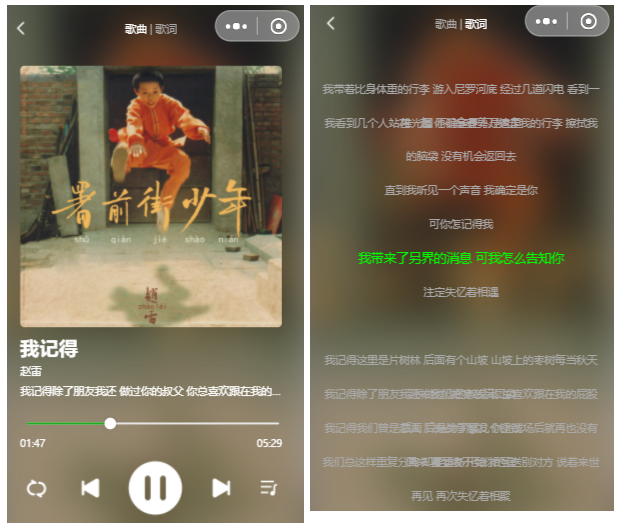 歌曲 | 歌词
署前街少年
shǔ qián jiē shào nián
趙雷
zhào léi
我记得
赵雷
我记得除了朋友我还 做过你的叔父 你总喜欢跟在我的...
01:47
05:29
歌曲 | 歌词
我带着比身体重的行李 游入尼罗河底 经过几道闪电 看到一
我看到几个人站在 我的行李 擦拭我
的脑袋 没有机会返回去
直到我听见一个声音 我确定是你
可你怎记得我
我带来了另界的消息 可我怎么告知你
注定失忆着相遇
我记得这里是片树林 后面有个山坡 山坡上的枣树每当秋天
我记得除了朋友我还 喜欢跟在我的屁股
我记得我们曾是恋 场后就再也没有
我们总这样重复分离 别对方 说着来世
再见 再次失忆着相聚